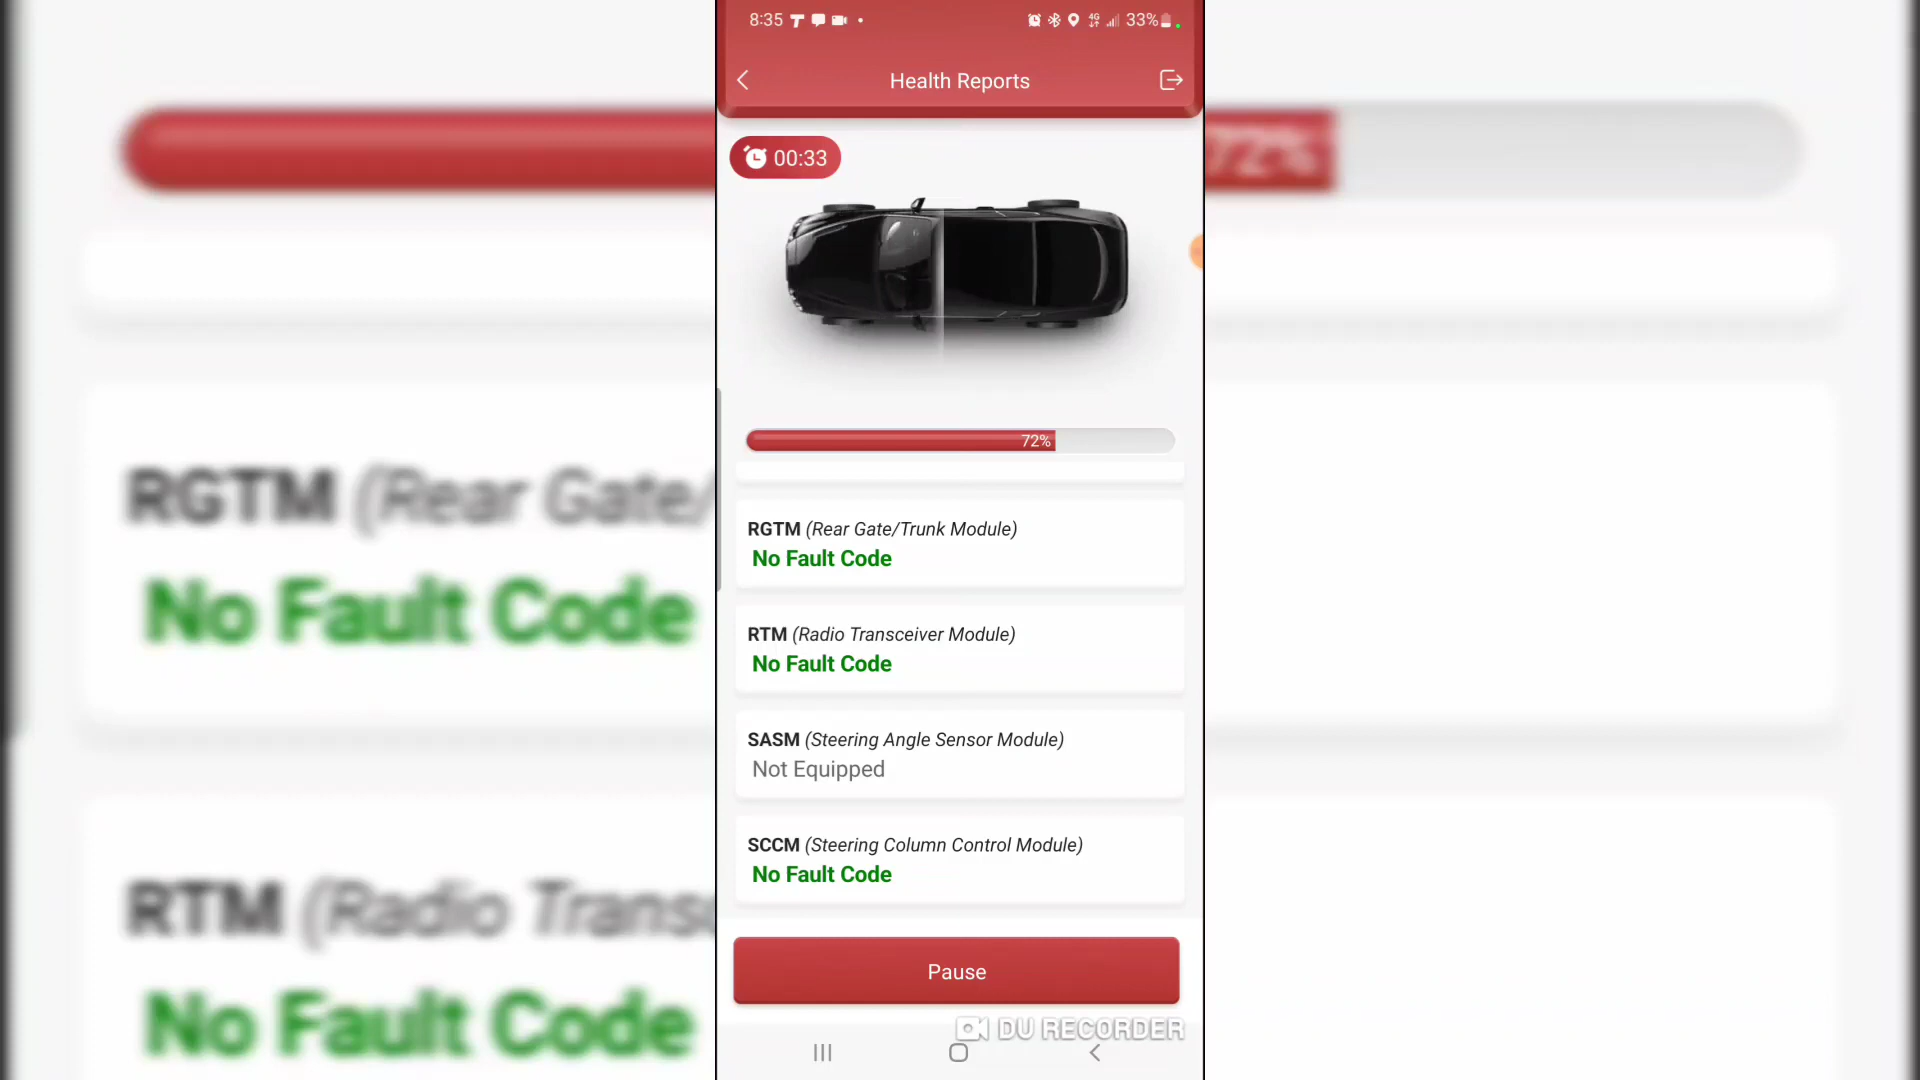 8:35
4G
33%
Health Reports
00:33
72%
72%
RGTM (Rear Gate/Trunk Module)
No Fault Code
RTM (Radio Transceiver Module)
No Fault Code
SASM (Steering Angle Sensor Module)
Not Equipped
SCCM (Steering Column Control Module)
No Fault Code
Pause
DU RECORDER
RGTM (Rear Gate/
No Fault Code
RTM (Radio Trans
No Fault Code